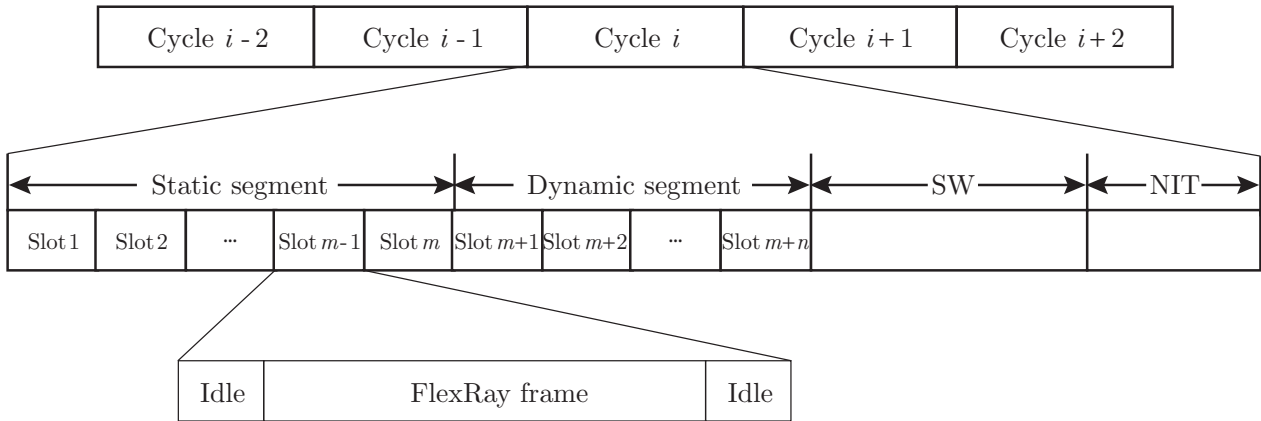 Cycle i - 2 Cycle i - 1 Cycle i Cycle i + 1 Cycle i + 2
Static segment Dynamic segment SW NIT
Slot 1 Slot 2 ... Slot m - 1 Slot m Slot m + 1 Slot m + 2 ... Slot m + n
Idle FlexRay frame Idle